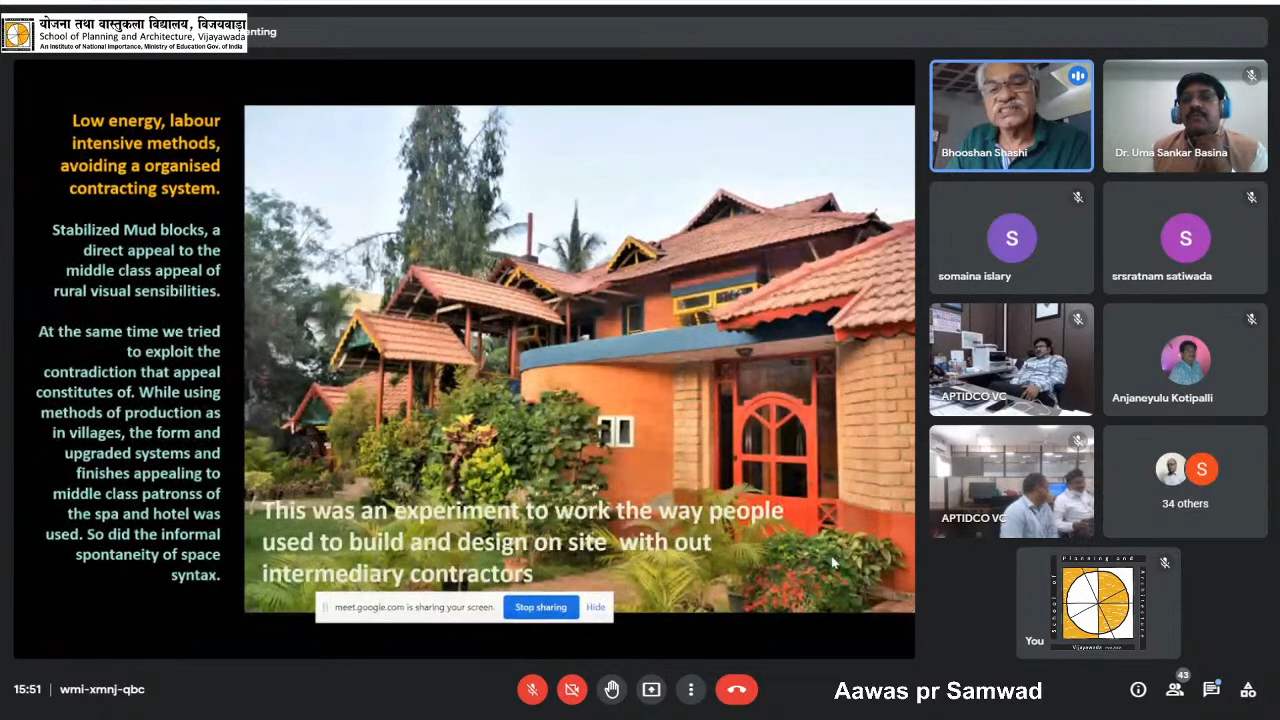 योजना तथा वास्तुकला विद्यालय, विजयवाड़ा
School of Planning and Architecture, Vijayawada
An Institute of National Importance, Ministry of Education Gov. of India
enting
Low energy, labour
intensive methods,
avoiding a organised
contracting system.
Stabilized Mud blocks, a
direct appeal to the
middle class appeal of
rural visual sensibilities.
At the same time we tried
to exploit the
contradiction that appeal
constitutes of. While using
methods of production as
in villages, the form and
upgraded systems and
finishes appealing to
middle class patronss of
the spa and hotel was
used. So did the informal
spontaneity of space
syntax.
This was an experiment to work the way people
used to build and design on site with out
intermediary contractors
meet.google.com is sharing your screen.
Stop sharing
Hide
Bhooshan Shashi
Dr. Uma Sankar Basina
S
somaina islary
S
srsratnam satiwada
APTIDCO VC
Anjaneyulu Kotipalli
APTIDCO VC
S
34 others
School of
Planning and
Architecture
Vijayawada
You
15:51
wmi-xmnj-qbc
Aawas pr Samwad
43